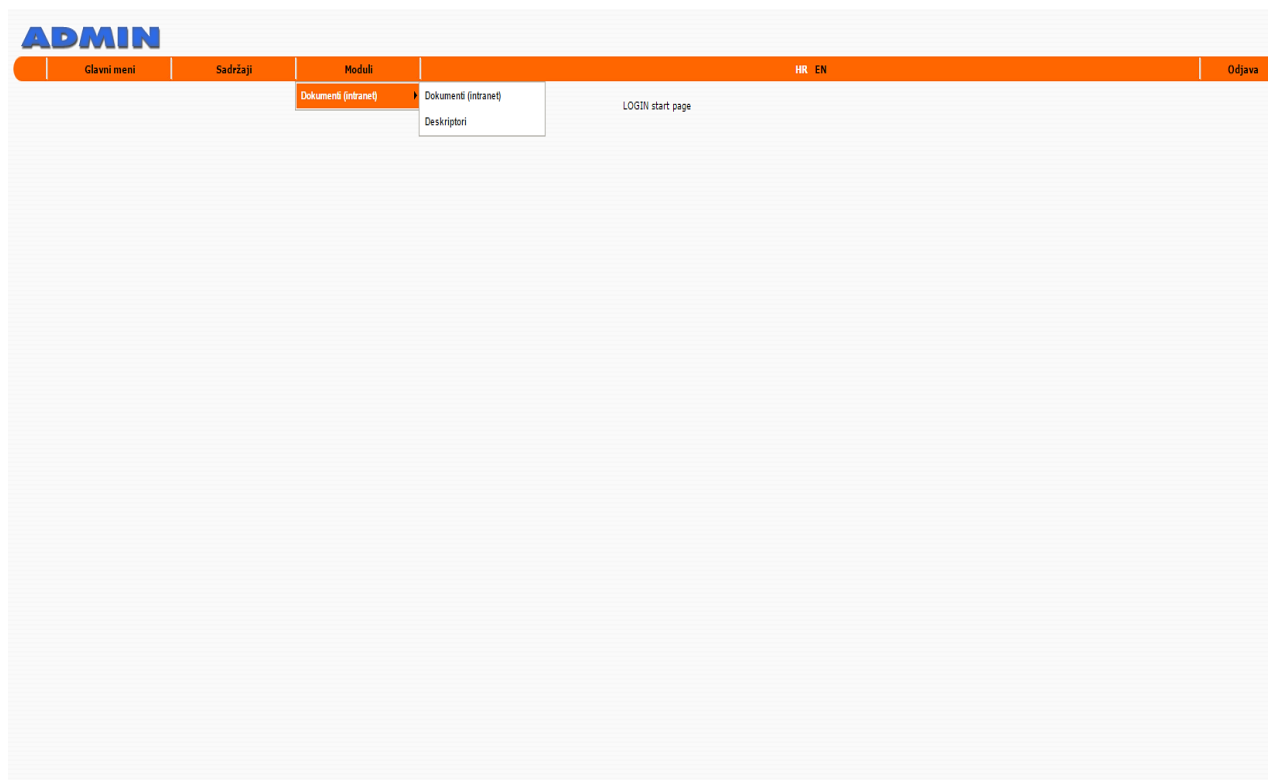 ADMIN
Glavni meni Sadržaji Moduli HR EN Odjava
Dokumenti (intranet) Dokumenti (intranet)
LOGIN start page
Deskriptori